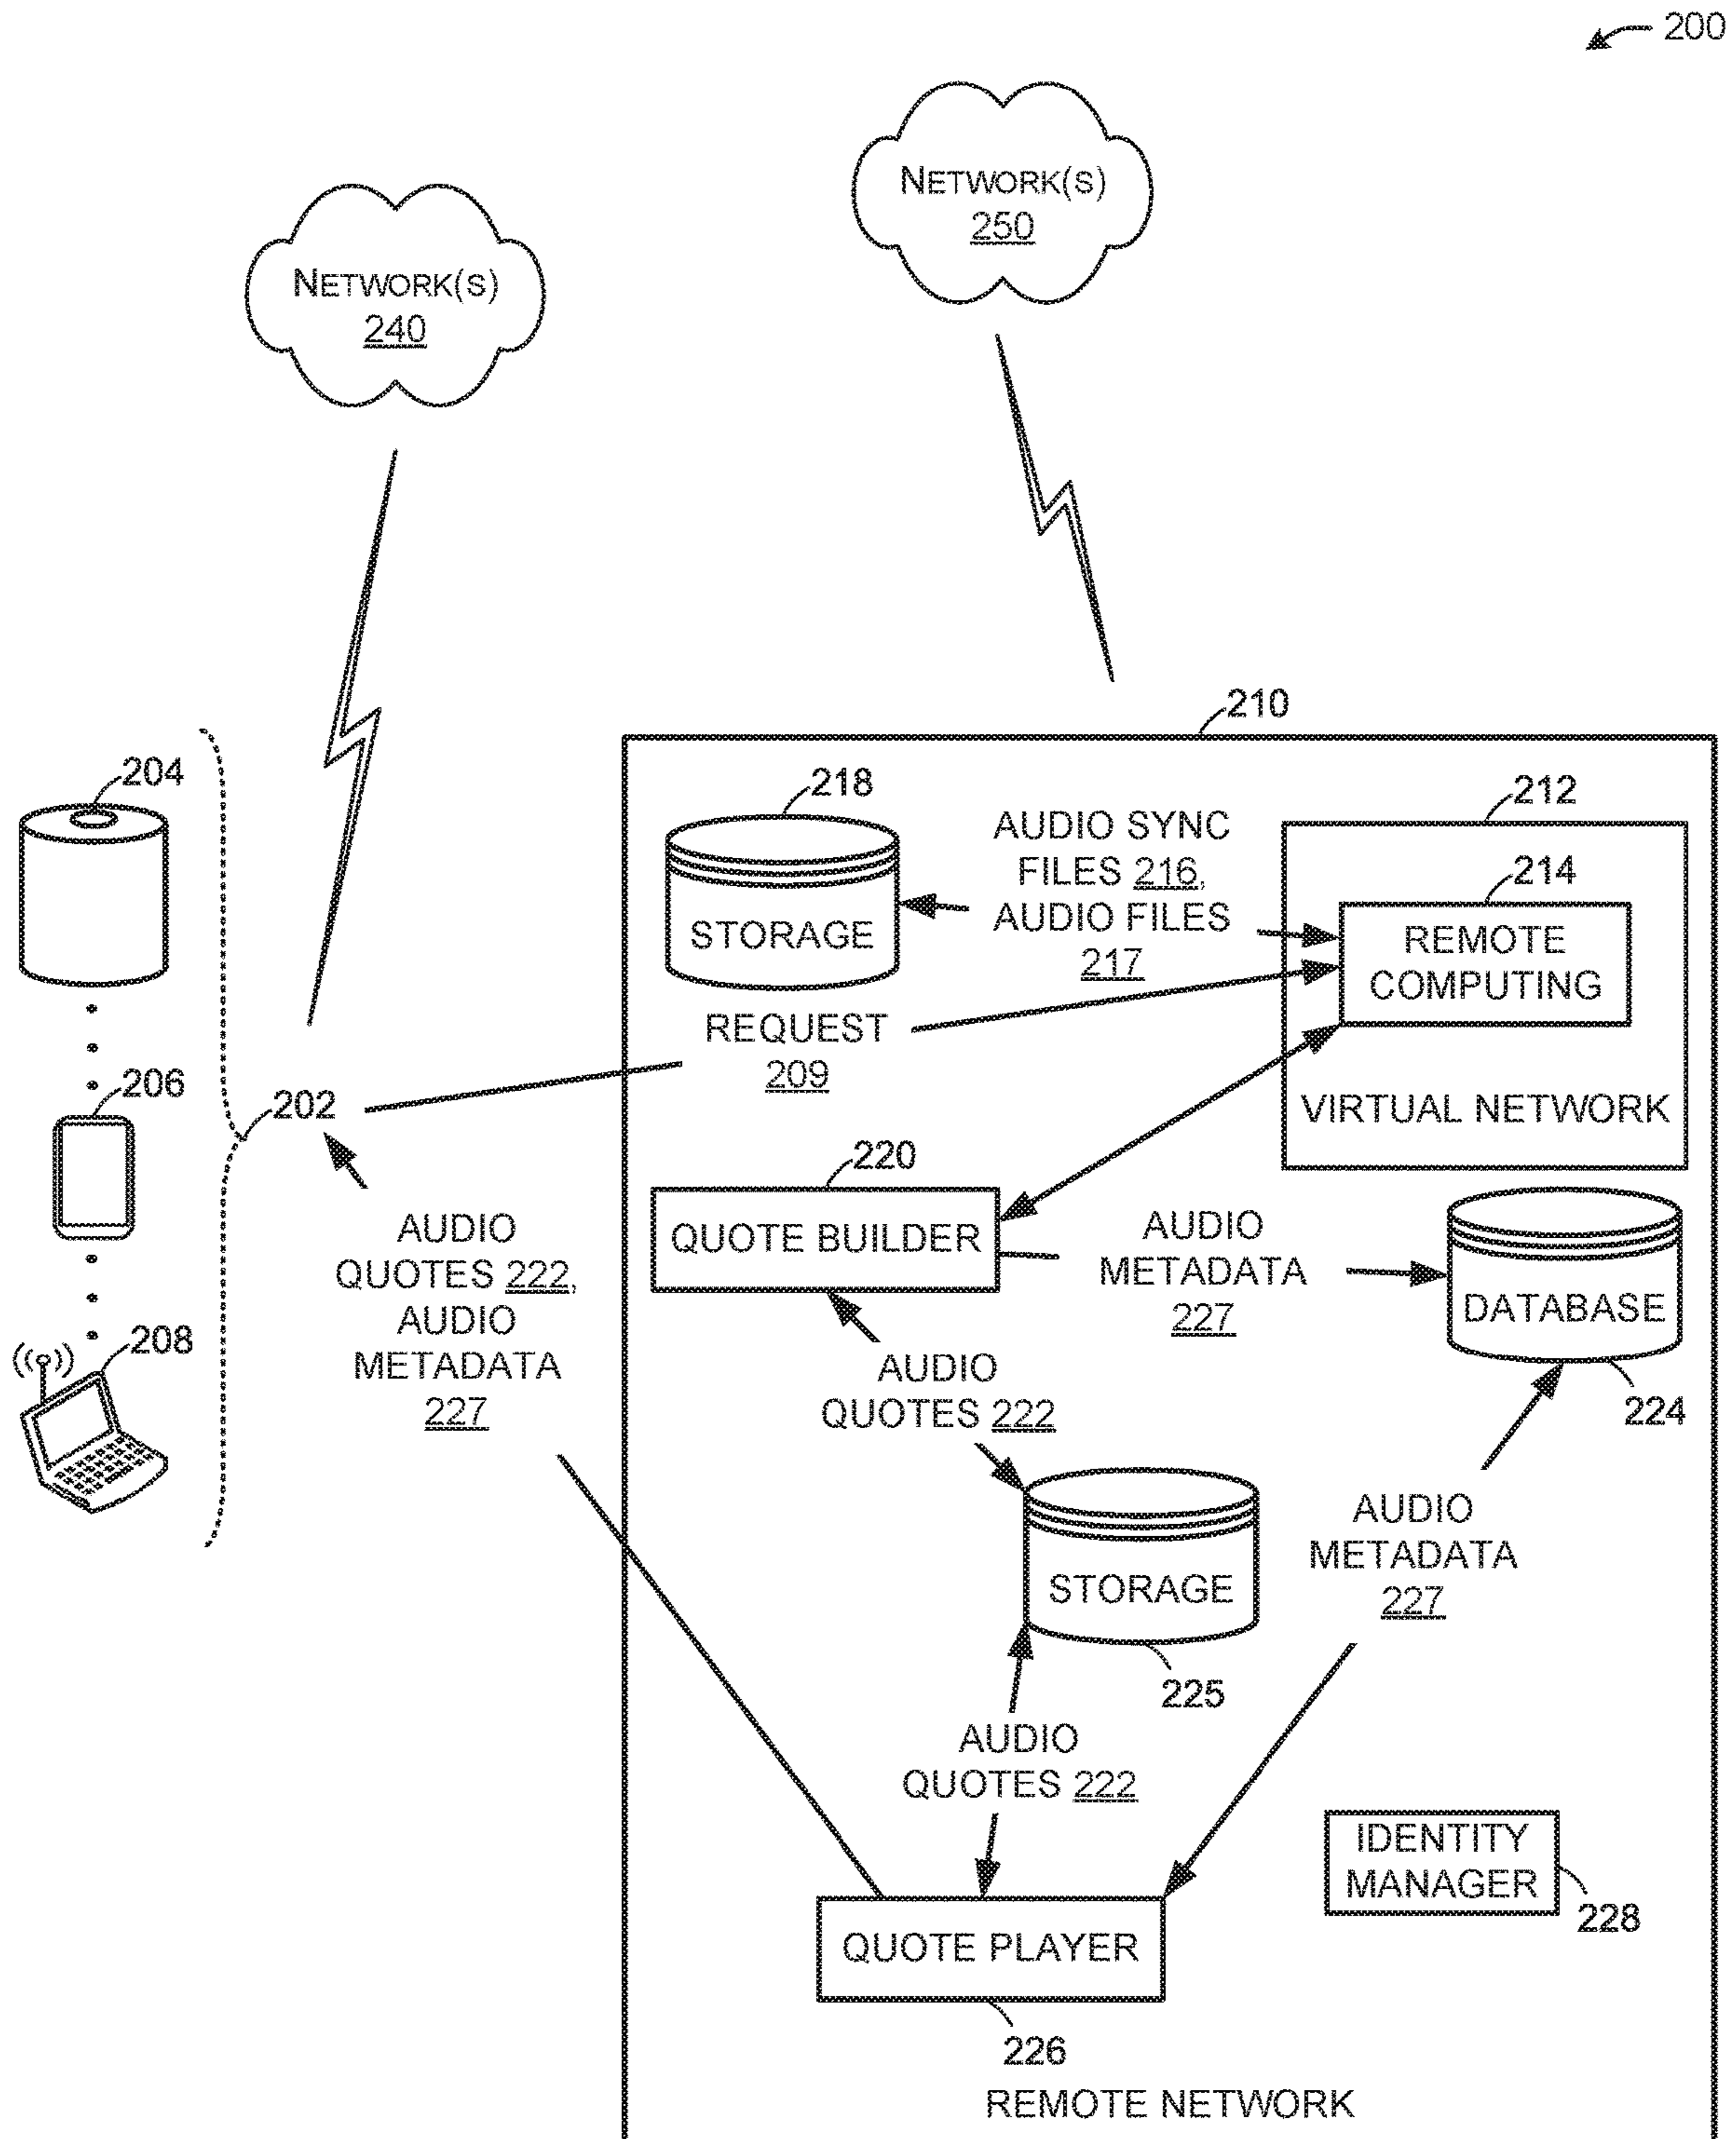 200
NETWORK(S)
250
NETWORK(S)
240
210
204
218
212
AUDIO SYNC
FILES 216,
AUDIO FILES
217
214
STORAGE
REMOTE
COMPUTING
REQUEST
209
VIRTUAL NETWORK
206
202
220
QUOTE BUILDER
AUDIO
METADATA
227
DATABASE
224
AUDIO
QUOTES 222,
AUDIO
METADATA
227
208
AUDIO
QUOTES 222
STORAGE
225
AUDIO
METADATA
227
AUDIO
QUOTES 222
IDENTITY
MANAGER
228
QUOTE PLAYER
226
REMOTE NETWORK